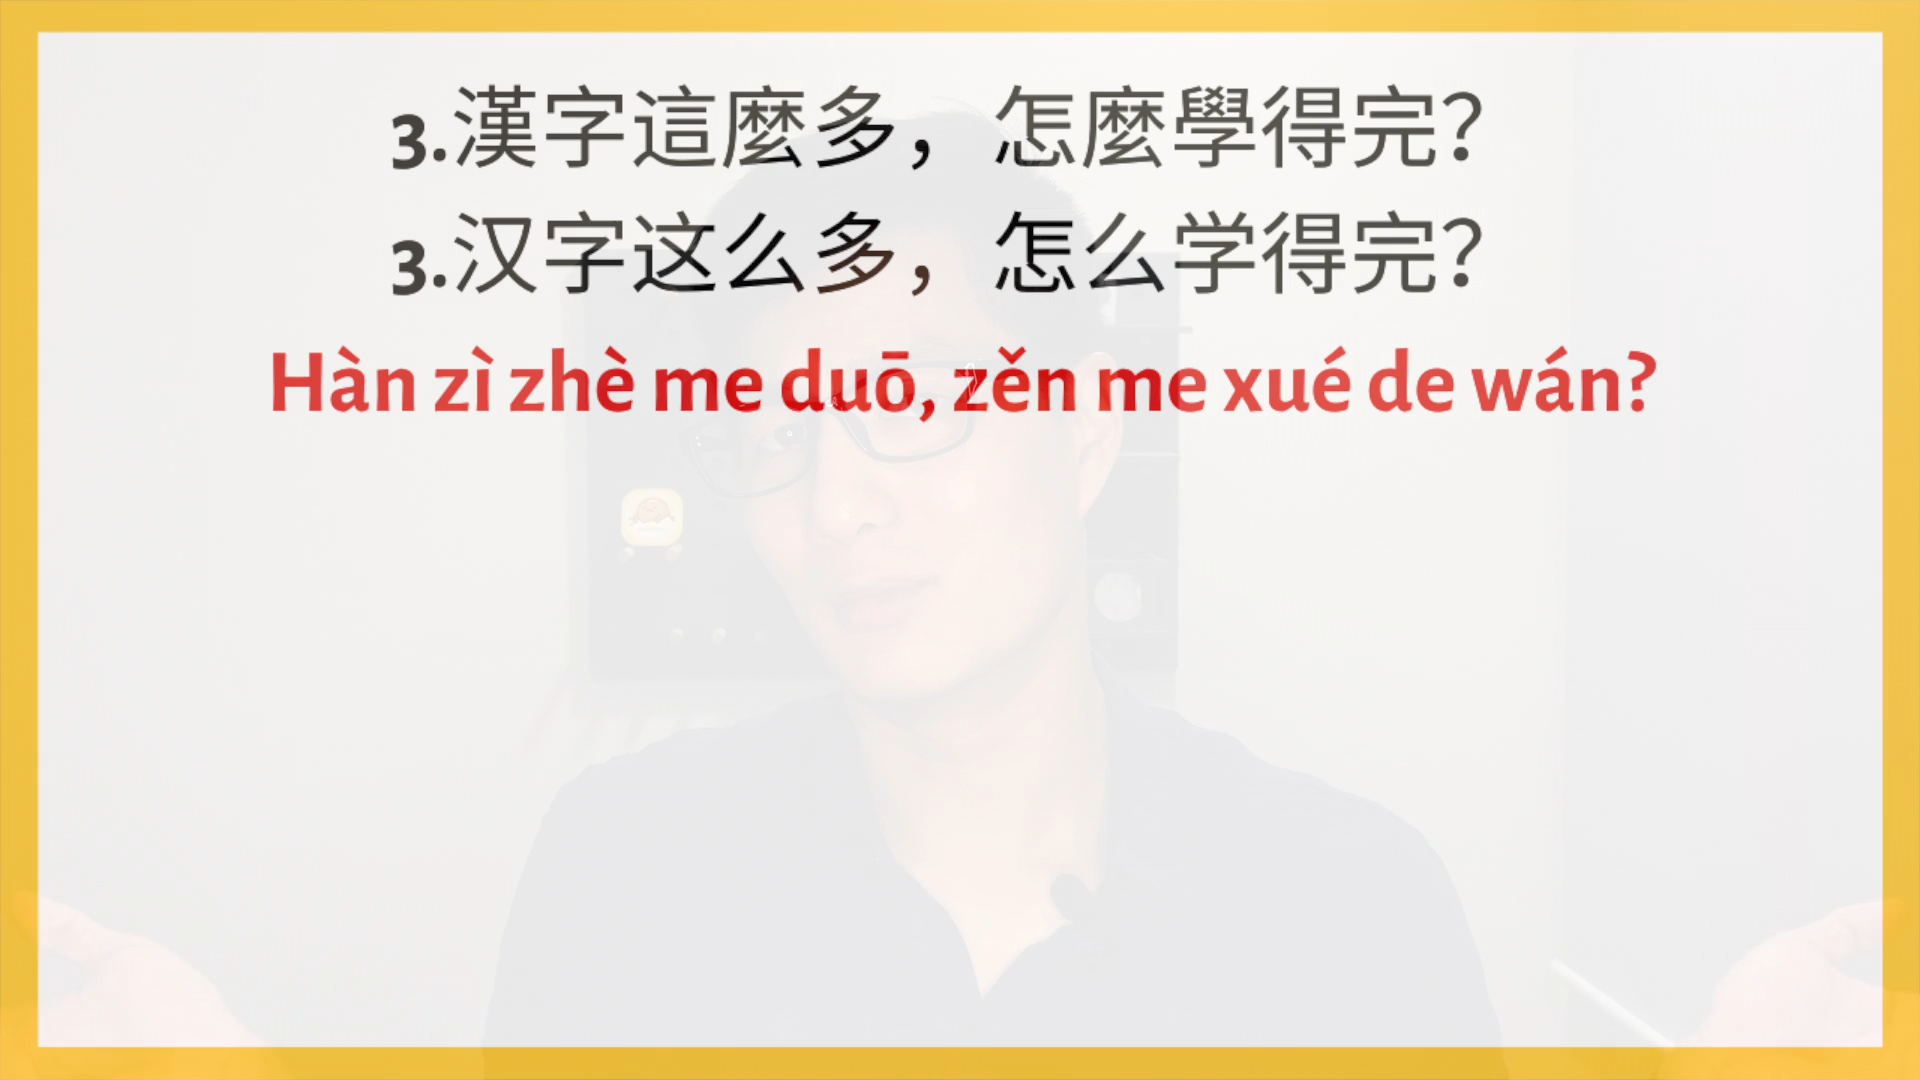 3.漢字這麼多，怎麼學得完？
3.汉字这么多，怎么学得完？
Hàn zì zhè me duō, zěn me xué de wán?